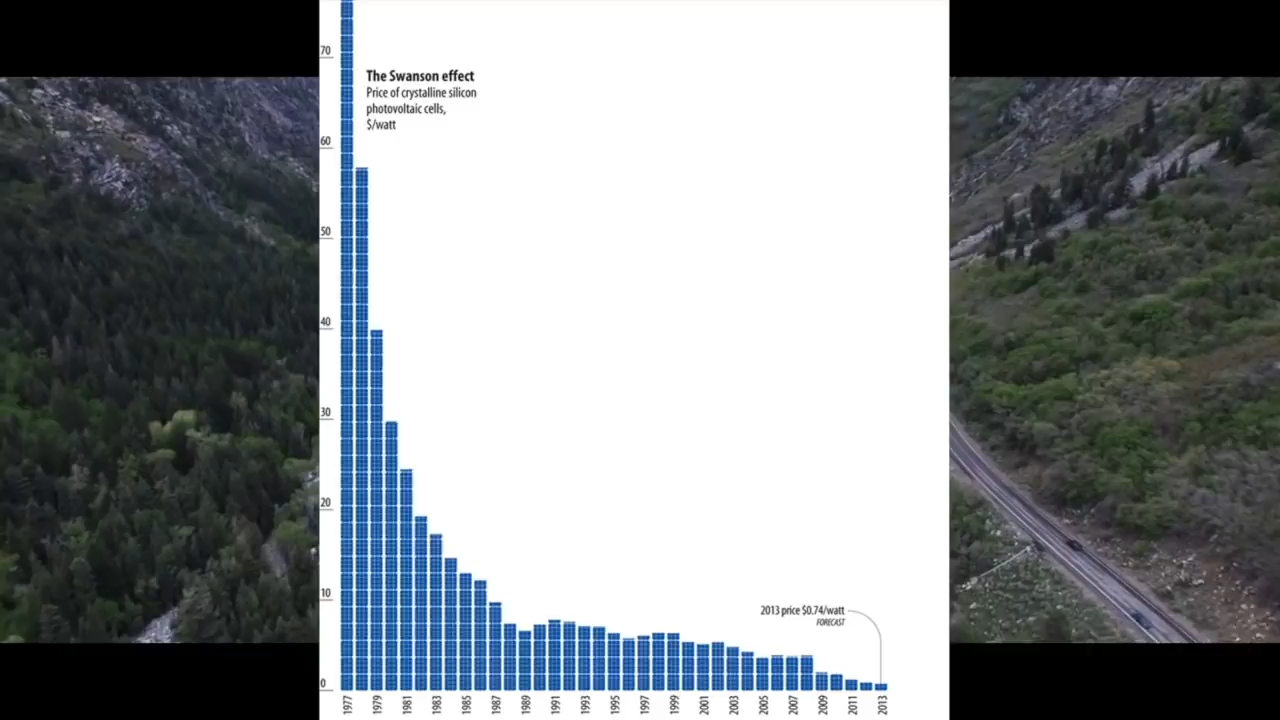 70
The Swanson effect
Price of crystalline silicon
photovoltaic cells,
$/watt
60
50
40
30
20
10
2013 price $0.74/watt
FORECAST
0
1977 1979 1981 1983 1985 1987 1989 1991 1993 1995 1997 1999 2001 2003 2005 2007 2009 2011 2013